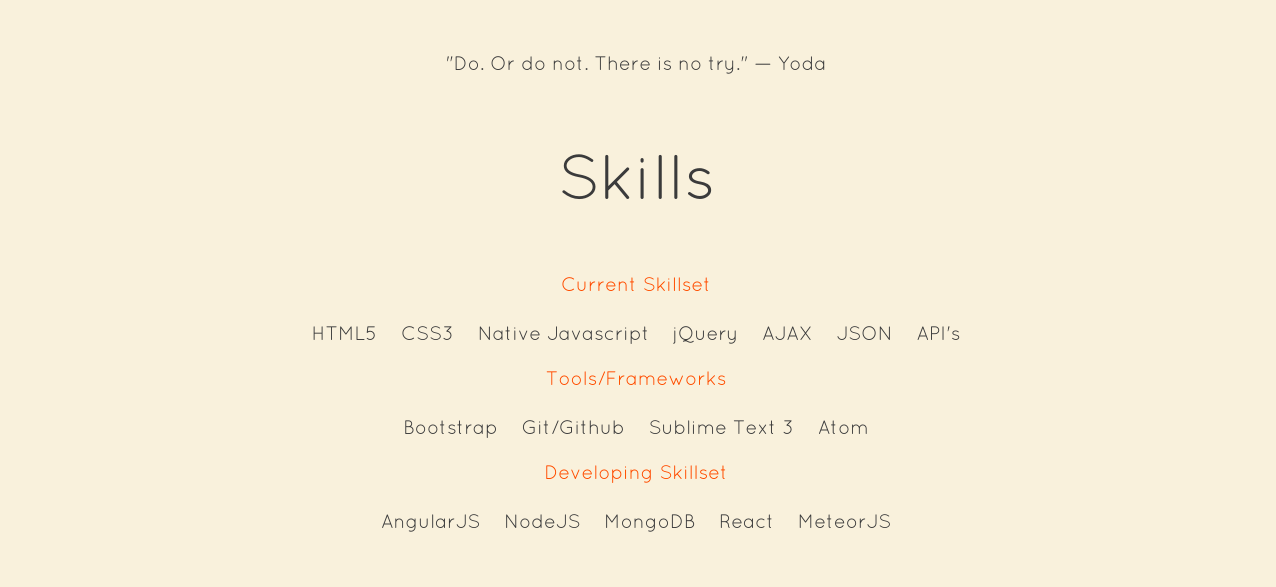 "Do. Or do not. There is no try." — Yoda
Skills
Current Skillset
HTML5 CSS3 Native Javascript jQuery AJAX JSON API's
Tools/Frameworks
Bootstrap Git/Github Sublime Text 3 Atom
Developing Skillset
AngularJS NodeJS MongoDB React MeteorJS